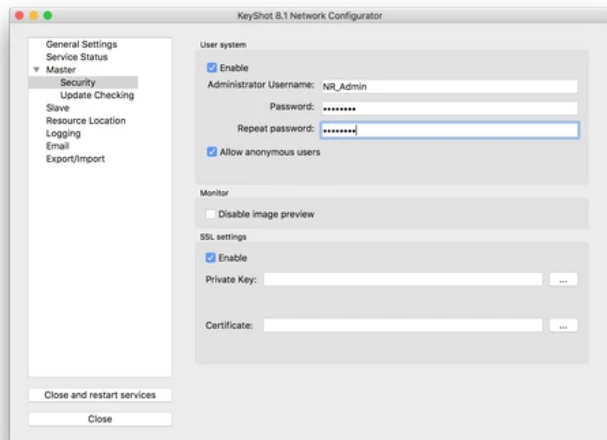 KeyShot 8.1 Network Configurator
General Settings
Service Status
Master
Security
Update Checking
Slave
Resource Location
Logging
Email
Export/Import
Close and restart services
Close
User system
Enable
Administrator Username: NR_Admin
Password: ••••••••
Repeat password: ••••••••
Allow anonymous users
Monitor
Disable image preview
SSL settings
Enable
Private Key: ...
Certificate: ...